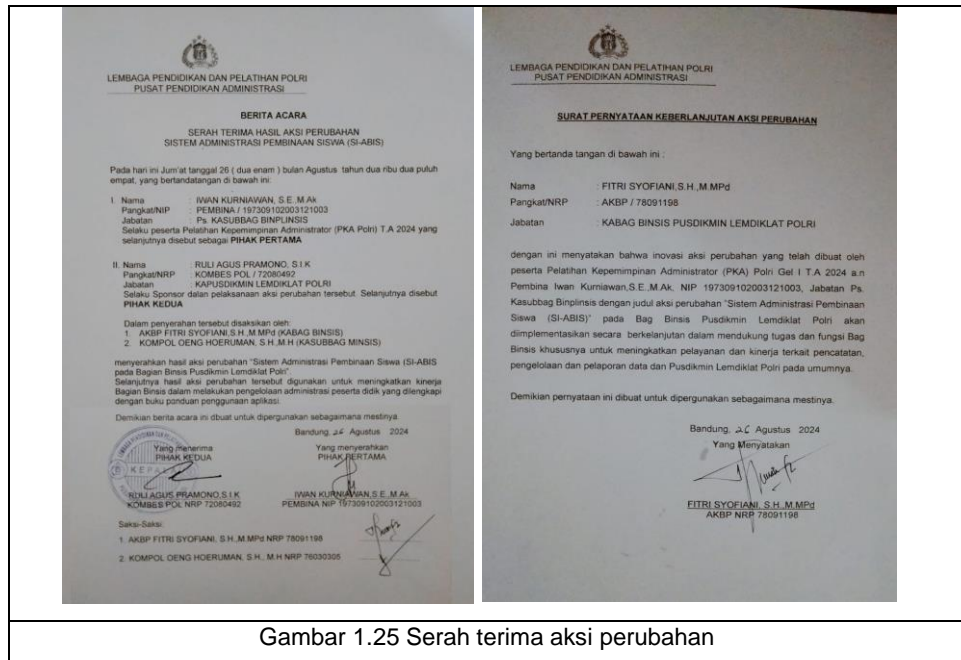 LEMBAGA PENDIDIKAN DAN PELATIHAN POLRI
PUSAT PENDIDIKAN ADMINISTRASI
BERITA ACARA
SERAH TERIMA HASIL AKSI PERUBAHAN
SISTEM ADMINISTRASI PEMBINAAN SISWA (SI-ABIS)
Pada hari ini Jum'at tanggal 26 ( dua enam ) bulan Agustus tahun dua ribu dua puluh
empat, yang bertandatangan di bawah ini:
I. Nama : IWAN KURNIAWAN, S.E.,M.Ak
Pangkat/NIP : PEMBINA / 197309102003121003
Jabatan : Ps. KASUBBAG BINPLINSIS
Selaku peserta Pelatihan Kepemimpinan Administrator (PKA Polri) T.A 2024 yang
selanjutnya disebut sebagai PIHAK PERTAMA
II. Nama : RULI AGUS PRAMONO, S.I.K
Pangkat/NRP : KOMBES POL / 72080492
Jabatan : KAPUSDIKMIN LEMDIKLAT POLRI
Selaku Sponsor dalam pelaksanaan aksi perubahan tersebut. Selanjutnya disebut
PIHAK KEDUA
Dalam penyerahan tersebut disaksikan oleh:
1. AKBP FITRI SYOFIANI,S.H.,M.MPd (KABAG BINSIS)
2. KOMPOL OENG HOERUMAN, S.H.,M.H (KASUBBAG MINSIS)
menyerahkan hasil aksi perubahan "Sistem Administrasi Pembinaan Siswa (SI-ABIS
pada Bagian Binsis Pusdikmin Lemdiklat Polri".
Selanjutnya hasil aksi perubahan tersebut digunakan untuk meningkatkan kinerja
Bagian Binsis dalam melakukan pengelolaan administrasi peserta didik yang dilengkapi
dengan buku panduan penggunaan aplikasi.
Demikian berita acara ini dbuat untuk dipergunakan sebagaimana mestinya.
Bandung, 26 Agustus 2024
Yang menerima
PIHAK KEDUA
KEPALA
RULI AGUS PRAMONO,S.I.K
KOMBES POL NRP 72080492
Yang menyerahkan
PIHAK PERTAMA
IWAN KURNIAWAN,S.E.,M.Ak
PEMBINA NIP 197309102003121003
Saksi-Saksi:
1. AKBP FITRI SYOFIANI,S.H.,M.MPd NRP 78091198
2. KOMPOL OENG HOERUMAN, S.H., M.H NRP 76030305
LEMBAGA PENDIDIKAN DAN PELATIHAN POLRI
PUSAT PENDIDIKAN ADMINISTRASI
SURAT PERNYATAAN KEBERLANJUTAN AKSI PERUBAHAN
Yang bertanda tangan di bawah ini :
Nama : FITRI SYOFIANI,S.H.,M.MPd
Pangkat/NRP : AKBP / 78091198
Jabatan : KABAG BINSIS PUSDIKMIN LEMDIKLAT POLRI
dengan ini menyatakan bahwa inovasi aksi perubahan yang telah dibuat oleh
peserta Pelatihan Kepemimpinan Administrator (PKA) Polri Gel I T.A 2024 a.n
Pembina Iwan Kurniawan,S.E.,M.Ak. NIP 197309102003121003, Jabatan Ps.
Kasubbag Binplinsis dengan judul aksi perubahan "Sistem Administrasi Pembinaan
Siswa (SI-ABIS)" pada Bag Binsis Pusdikmin Lemdiklat Polri akan
diimplementasikan secara berkelanjutan dalam mendukung tugas dan fungsi Bag
Binsis khususnya untuk meningkatkan pelayanan dan kinerja terkait pencatatan,
pengelolaan dan pelaporan data dan Pusdikmin Lemdiklat Polri pada umumnya.
Demikian pernyataan ini dibuat untuk dipergunakan sebagaimana mestinya.
Bandung, 26 Agustus 2024
Yang Menyatakan
FITRI SYOFIANI, S.H.,M.MPd
AKBP NRP 78091198
Gambar 1.25 Serah terima aksi perubahan